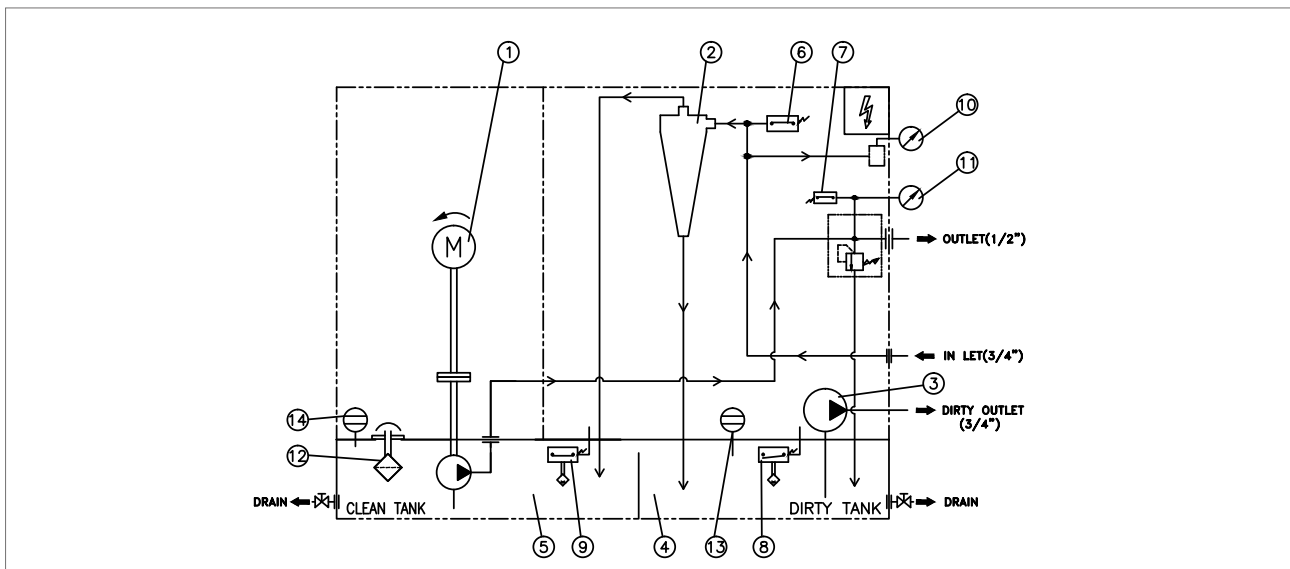 1
2
6
7
10
11
M
OUTLET(1/2")
IN LET(3/4")
3
DIRTY OUTLET
(3/4")
14
12
DRAIN
CLEAN TANK
DIRTY TANK
DRAIN
5
9
4
13
8